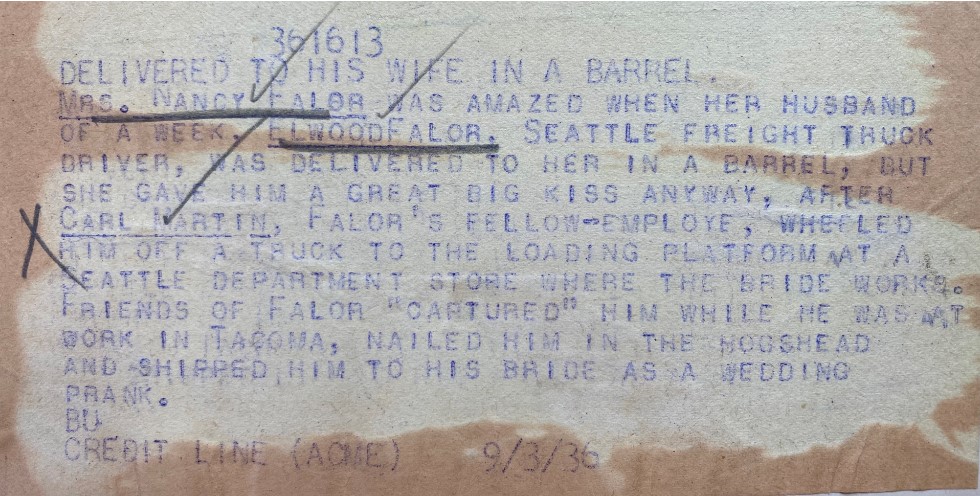 361613
DELIVERED TO HIS WIFE IN A BARREL.
MRS. NANCY FALOR WAS AMAZED WHEN HER HUSBAND
OF A WEEK, ELWOODFALOR. SEATTLE FREIGHT TRUCK
DRIVER, WAS DELIVERED TO HER IN A BARREL, BUT
SHE GAVE HIM A GREAT BIG KISS ANYWAY, AFTER
CARL MARTIN, FALOR"S FELLOW-EMPLOYE, WHEELED
HIM OFF A TRUCK TO THE LOADING PLATFORM AT A
SEATTLE DEPARTMENT STORE WHERE THE BRIDE WORKS.
FRIENDS OF FALOR "CARTURED" HIM WHILE HE WAS AT
WORK IN TACOMA, NAILED HIM IN THE HOGSHEAD
AND SHIPPED HIM TO HIS BRIDE AS A WEDDING
PRANK.
BU
CREDIT LINE (ACME) 9/3/36